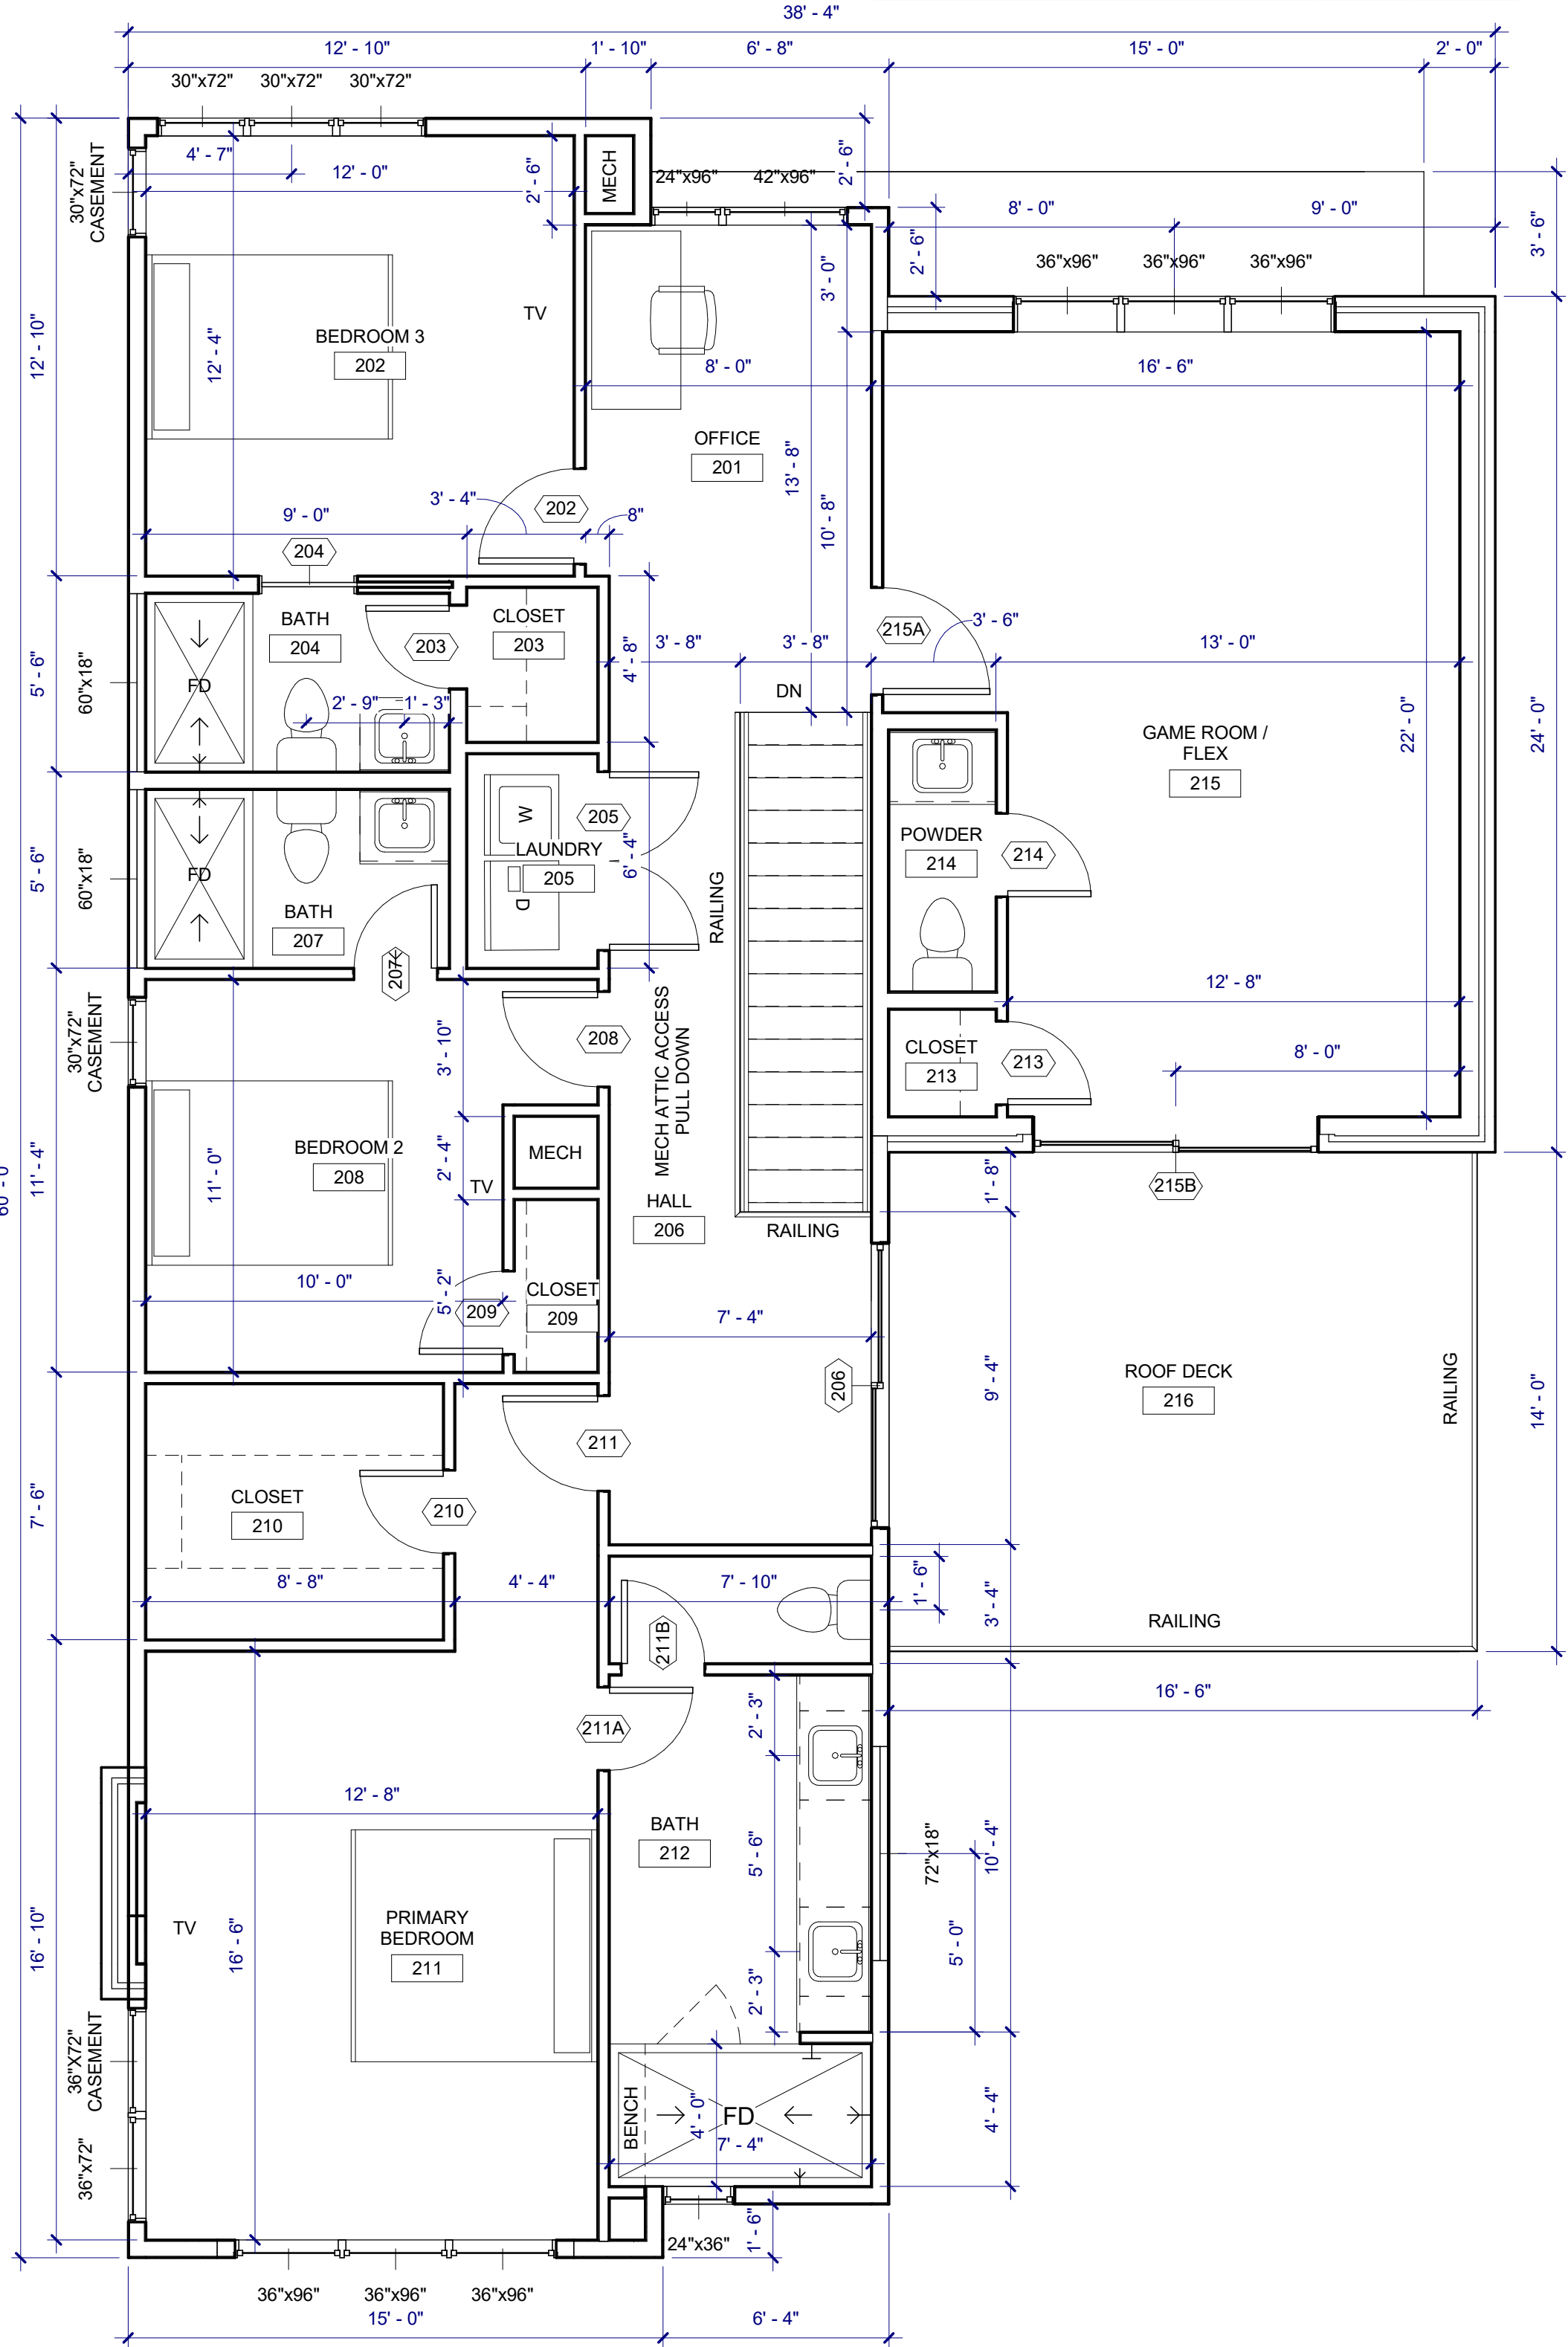 38' - 4"
12' - 10"
1' - 10"
6' - 8"
15' - 0"
2' - 0"
30"x72"
30"x72"
30"x72"
30"x72"
CASEMENT
4' - 7"
12' - 0"
2' - 6"
MECH
24"x96"
42"x96"
2' - 6"
8' - 0"
9' - 0"
3' - 6"
2' - 6"
36"x96"
36"x96"
36"x96"
3' - 0"
TV
BEDROOM 3
202
12' - 10"
12' - 4"
8' - 0"
16' - 6"
OFFICE
201
13' - 8"
10' - 8"
3' - 4"
202
8"
9' - 0"
204
BATH
204
203
CLOSET
203
215A
3' - 6"
3' - 8"
3' - 8"
13' - 0"
4' - 8"
5' - 6"
60"x18"
FD
2' - 9"
1' - 3"
DN
GAME ROOM /
FLEX
215
22' - 0"
24' - 0"
W
205
LAUNDRY
205
D
6' - 4"
POWDER
214
214
5' - 6"
60"x18"
FD
BATH
207
207
RAILING
12' - 8"
30"x72"
CASEMENT
3' - 10"
208
MECH ATTIC ACCESS
PULL DOWN
CLOSET
213
213
8' - 0"
BEDROOM 2
208
11' - 4"
11' - 0"
2' - 4"
MECH
TV
1' - 8"
215B
HALL
206
RAILING
10' - 0"
5' - 2"
209
CLOSET
209
7' - 4"
206
9' - 4"
ROOF DECK
216
RAILING
14' - 0"
211
7' - 6"
CLOSET
210
210
8' - 8"
4' - 4"
7' - 10"
1' - 6"
3' - 4"
RAILING
211B
16' - 6"
211A
2' - 3"
12' - 8"
BATH
212
5' - 6"
72"x18"
10' - 4"
5' - 0"
TV
16' - 10"
16' - 6"
PRIMARY
BEDROOM
211
2' - 3"
36"X72"
CASEMENT
36"x72"
BENCH
4' - 0"
FD
7' - 4"
4' - 4"
24"x36"
1' - 6"
36"x96"
36"x96"
36"x96"
15' - 0"
6' - 4"